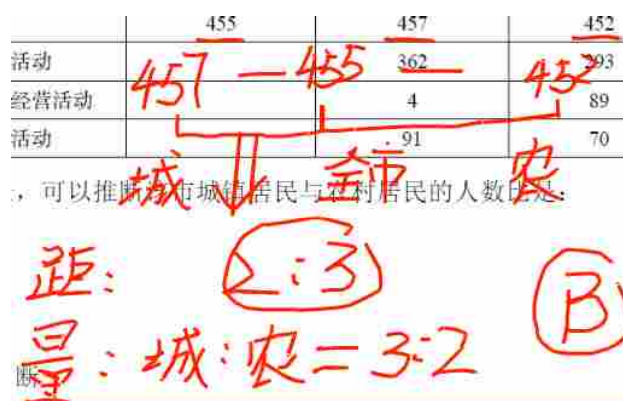 455 457 452
活动 362 293
457 — 455 — 452
经营活动 4 89
活动 91 70
城 全市 农
，可以推断该市城镇居民与农村居民的人数比是：
距： 2：3 B
量：城：农＝3：2
断